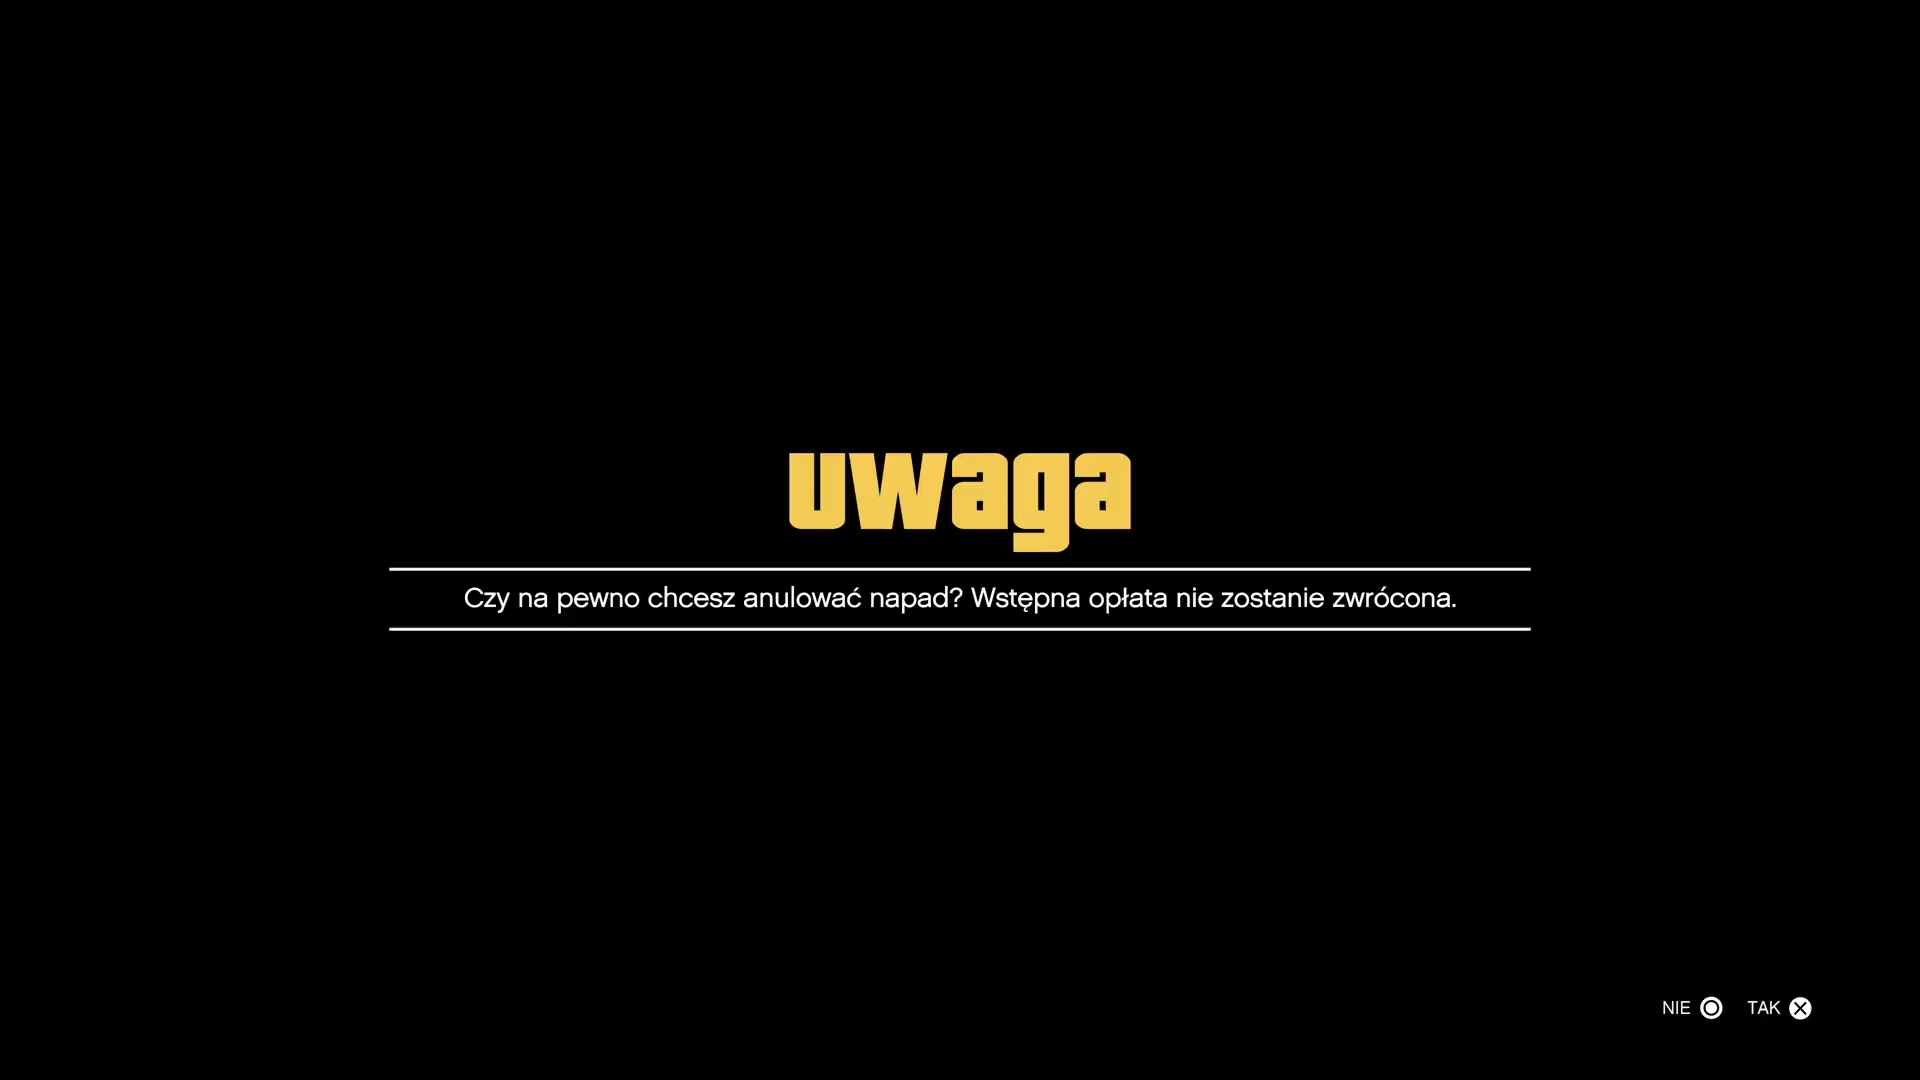 uwaga
Czy na pewno chcesz anulować napad? Wstępna opłata nie zostanie zwrócona.
NIE TAK